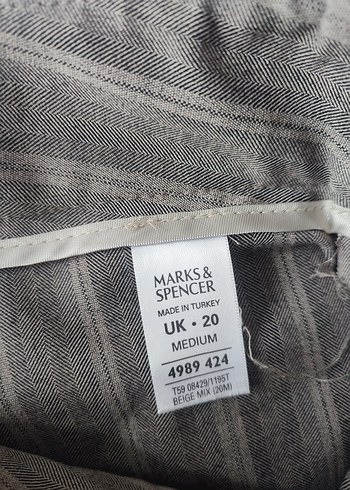 MARKS &
SPENCER
MADE IN TURKEY
UK • 20
MEDIUM
4989 424
T59 08429/1195T
BEIGE MIX (20M)